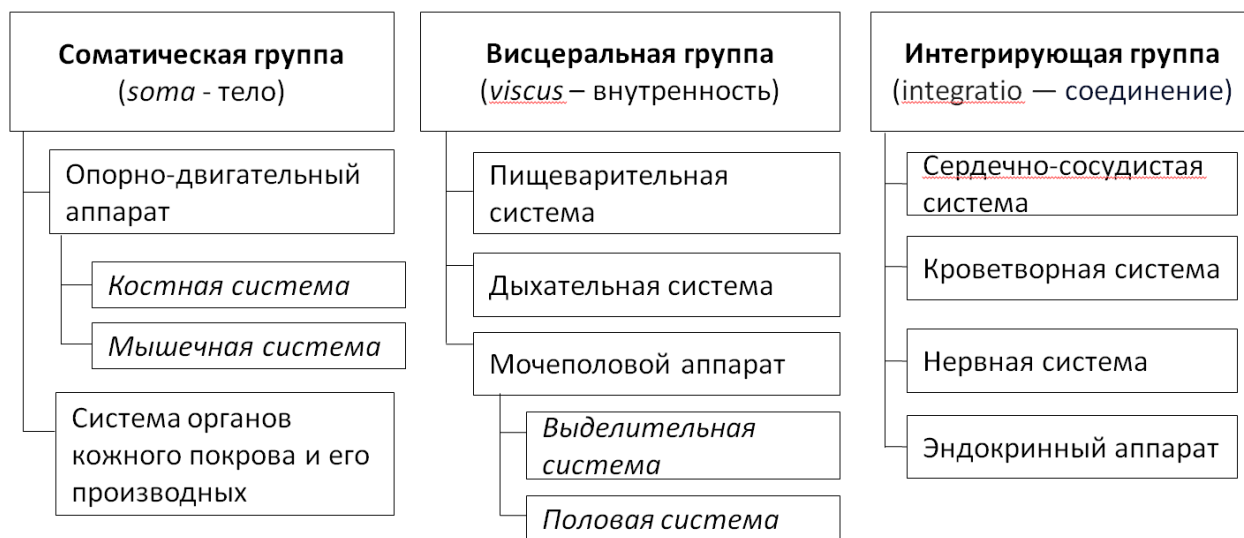 Соматическая группа
(soma - тело)
Опорно-двигательный
аппарат
Костная система
Мышечная система
Система органов
кожного покрова и его
производных
Висцеральная группа
(viscus – внутренность)
Пищеварительная
система
Дыхательная система
Мочеполовой аппарат
Выделительная
система
Половая система
Интегрирующая группа
(integratio — соединение)
Сердечно-сосудистая
система
Кроветворная система
Нервная система
Эндокринный аппарат